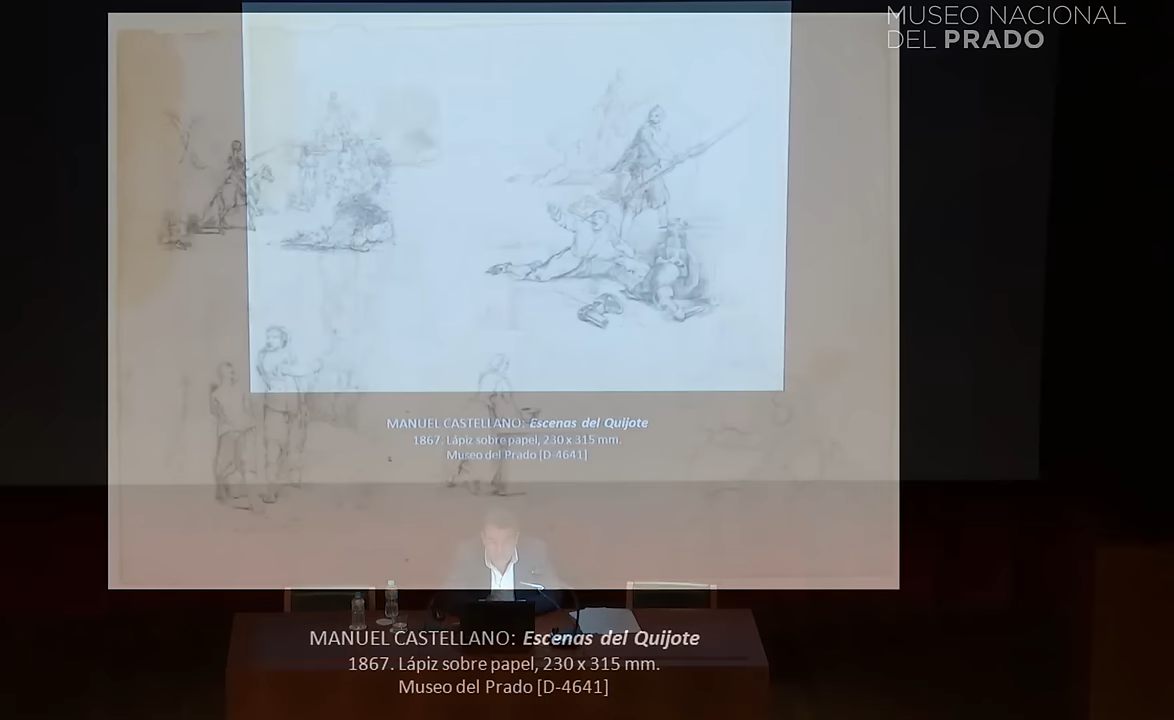 MUSEO NACIONAL
DEL PRADO
MANUEL CASTELLANO: Escenas del Quijote
1867. Lápiz sobre papel, 230 x 315 mm.
Museo del Prado [D-4641]
MANUEL CASTELLANO: Escenas del Quijote
1867. Lápiz sobre papel, 230 x 315 mm.
Museo del Prado [D-4641]